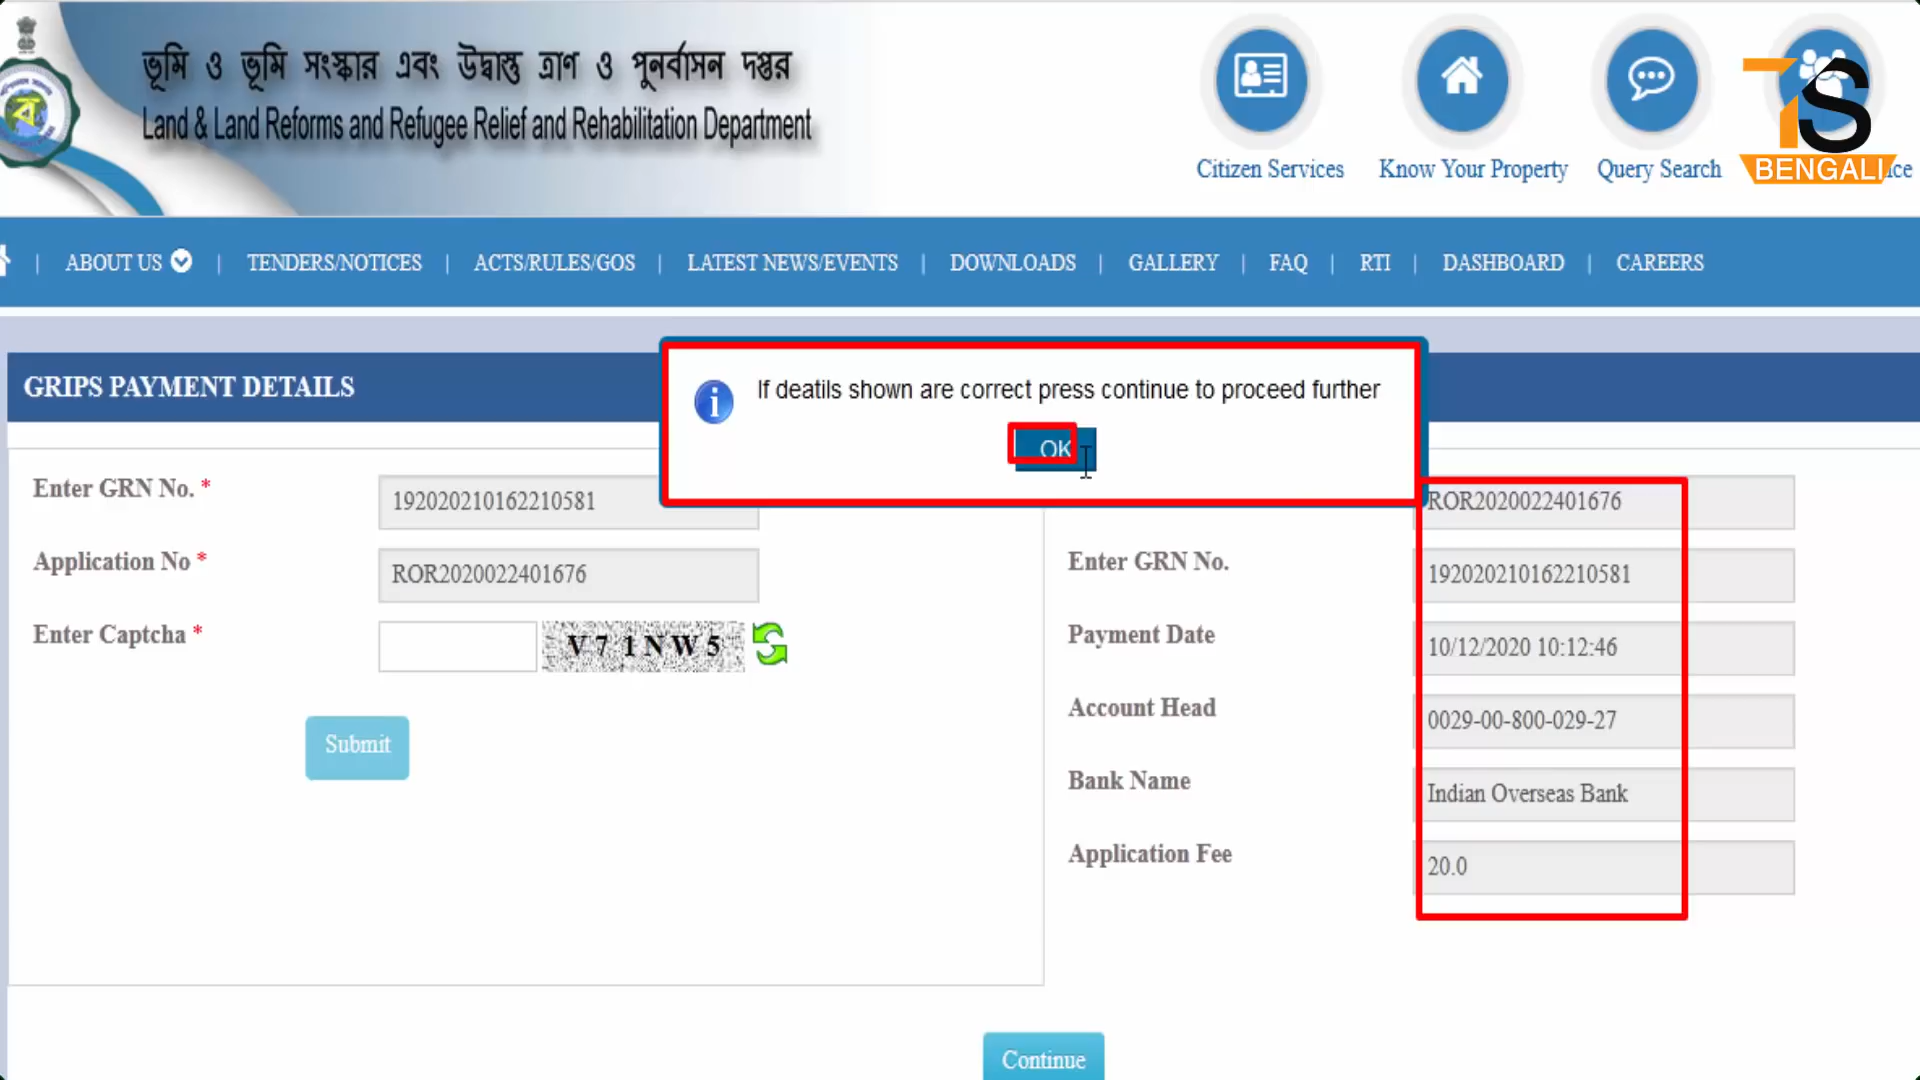 ভূমি ও ভূমি সংস্কার এবং উদ্বাস্তু ত্রাণ ও পুনর্বাসন দপ্তর
Land & Land Reforms and Refugee Relief and Rehabilitation Department
Citizen Services
Know Your Property
Query Search
TS
BENGALI
ABOUT US | TENDERS/NOTICES | ACTS/RULES/GOS | LATEST NEWS/EVENTS | DOWNLOADS | GALLERY | FAQ | RTI | DASHBOARD | CAREERS
GRIPS PAYMENT DETAILS
If deatils shown are correct press continue to proceed further
OK
Enter GRN No. * 192020210162210581
Application No * ROR2020022401676
Enter Captcha * V71NW5
Submit
ROR2020022401676
Enter GRN No. 192020210162210581
Payment Date 10/12/2020 10:12:46
Account Head 0029-00-800-029-27
Bank Name Indian Overseas Bank
Application Fee 20.0
Continue